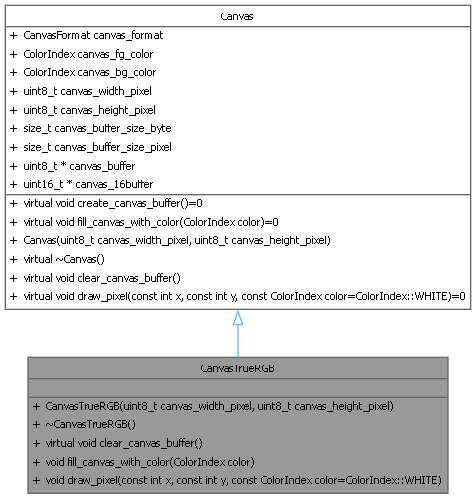 Canvas
+ CanvasFormat canvas_format
+ ColorIndex canvas_fg_color
+ ColorIndex canvas_bg_color
+ uint8_t canvas_width_pixel
+ uint8_t canvas_height_pixel
+ size_t canvas_buffer_size_byte
+ size_t canvas_buffer_size_pixel
+ uint8_t * canvas_buffer
+ uint16_t * canvas_16buffer
+ virtual void create_canvas_buffer()=0
+ virtual void fill_canvas_with_color(ColorIndex color)=0
+ Canvas(uint8_t canvas_width_pixel, uint8_t canvas_height_pixel)
+ virtual ~Canvas()
+ virtual void clear_canvas_buffer()
+ virtual void draw_pixel(const int x, const int y, const ColorIndex color=ColorIndex::WHITE)=0
CanvasTrueRGB
+ CanvasTrueRGB(uint8_t canvas_width_pixel, uint8_t canvas_height_pixel)
+ ~CanvasTrueRGB()
+ virtual void clear_canvas_buffer()
+ void fill_canvas_with_color(ColorIndex color)
+ void draw_pixel(const int x, const int y, const ColorIndex color=ColorIndex::WHITE)